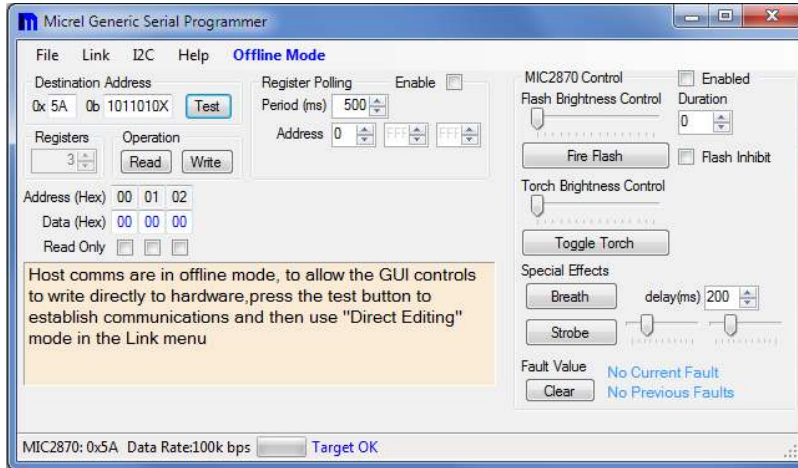 Micrel Generic Serial Programmer
File Link I2C Help Offline Mode
Destination Address
0x 5A 0b 1011010X Test
Registers Operation
3 Read Write
Register Polling Enable
Period (ms) 500
Address 0 FFF FFF
Address (Hex) 00 01 02
Data (Hex) 00 00 00
Read Only
Host comms are in offline mode, to allow the GUI controls
to write directly to hardware,press the test button to
establish communications and then use "Direct Editing"
mode in the Link menu
MIC2870 Control Enabled
Flash Brightness Control Duration
0
Fire Flash Flash Inhibit
Torch Brightness Control
Toggle Torch
Special Effects
Breath delay(ms) 200
Strobe
Fault Value No Current Fault
Clear No Previous Faults
MIC2870: 0x5A Data Rate:100k bps Target OK